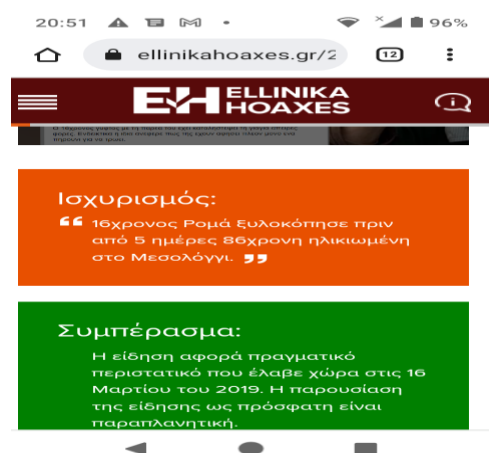 20:51
96%
ellinikahoaxes.gr/2
12
EH ELLINIKA
HOAXES
Ισχυρισμός:
❝ 16χρονος Ρομά ξυλοκόπησε πριν
από 5 ημέρες 86χρονη ηλικιωμένη
στο Μεσολόγγι. ❞
Συμπέρασμα:
Η είδηση αφορά πραγματικό
περιστατικό που έλαβε χώρα στις 16
Μαρτίου του 2019. Η παρουσίαση
της είδησης ως πρόσφατη είναι
παραπλανητική.